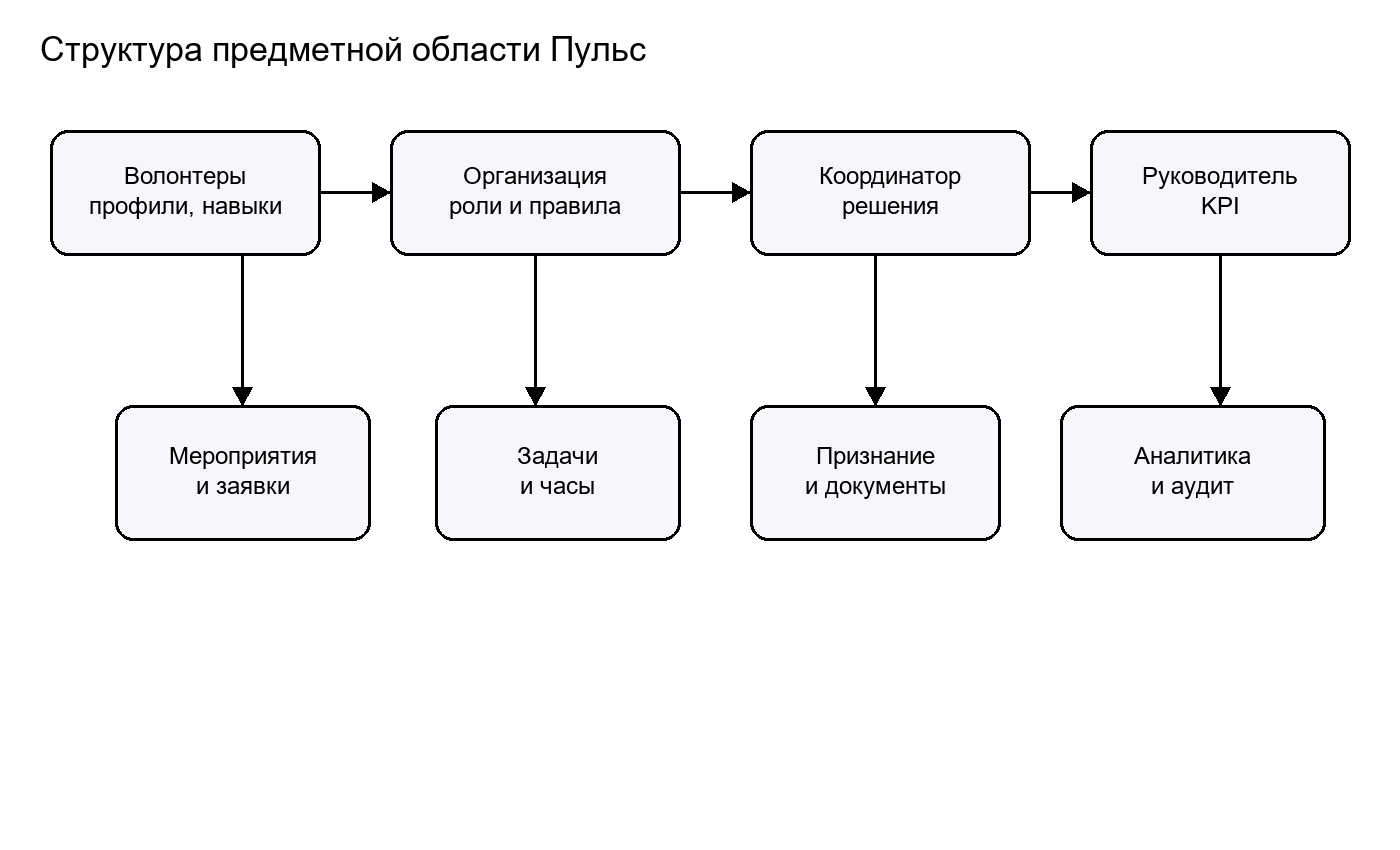 Структура предметной области Пульс
Волонтеры
профили, навыки
Организация
роли и правила
Координатор
решения
Руководитель
KPI
Мероприятия
и заявки
Задачи
и часы
Признание
и документы
Аналитика
и аудит